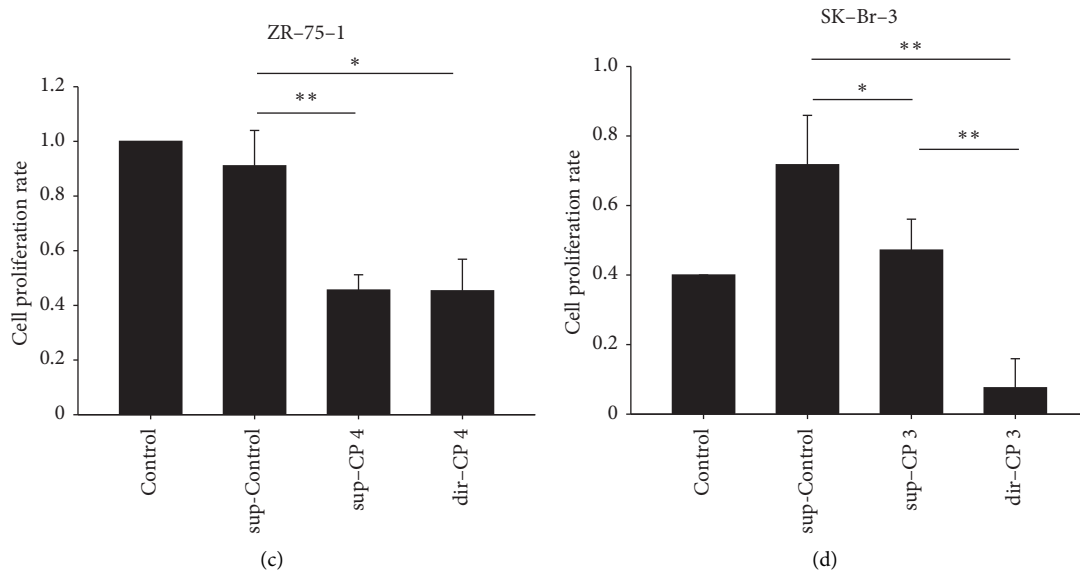 ZR–75–1
Cell proliferation rate
1.2
1.0
0.8
0.6
0.4
0.2
0
*
**
Control
sup-Control
sup–CP 4
dir–CP 4
(c)
SK–Br–3
Cell proliferation rate
1.0
0.8
0.6
0.4
0.2
0
**
*
**
Control
sup-Control
sup–CP 3
dir–CP 3
(d)